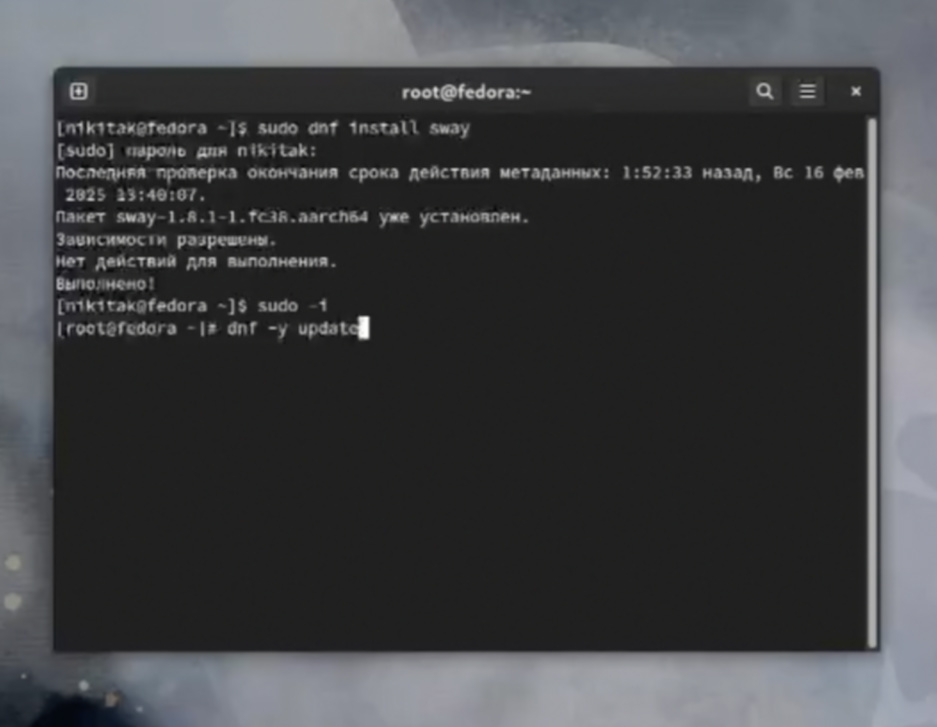 root@fedora:~
[nikitak@fedora ~]$ sudo dnf install sway
[sudo] пароль для nikitak:
Последняя проверка окончания срока действия метаданных: 1:52:33 назад, Вс 16 фев
2025 13:40:07.
Пакет sway-1.8.1-1.fc38.aarch64 уже установлен.
Зависимости разрешены.
Нет действий для выполнения.
Выполнено!
[nikitak@fedora ~]$ sudo -i
[root@fedora ~]# dnf -y update